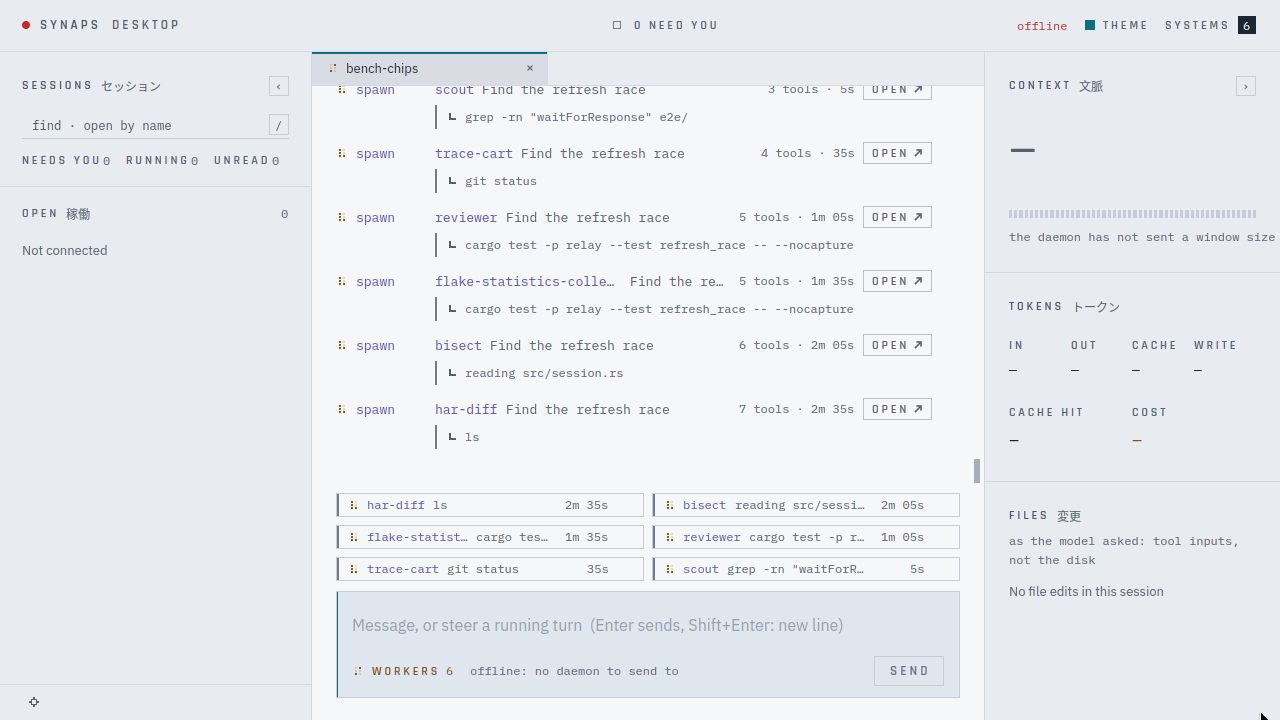 SYNAPS DESKTOP
0 NEED YOU
offline THEME SYSTEMS 6
SESSIONS セッション ‹
find · open by name /
NEEDS YOU 0 RUNNING 0 UNREAD 0
OPEN 稼働 0
Not connected
bench-chips ×
spawn scout Find the refresh race 3 tools · 5s OPEN
grep -rn "waitForResponse" e2e/
spawn trace-cart Find the refresh race 4 tools · 35s OPEN
git status
spawn reviewer Find the refresh race 5 tools · 1m 05s OPEN
cargo test -p relay --test refresh_race -- --nocapture
spawn flake-statistics-colle… Find the re… 5 tools · 1m 35s OPEN
cargo test -p relay --test refresh_race -- --nocapture
spawn bisect Find the refresh race 6 tools · 2m 05s OPEN
reading src/session.rs
spawn har-diff Find the refresh race 7 tools · 2m 35s OPEN
ls
har-diff ls 2m 35s
bisect reading src/sessi… 2m 05s
flake-statist… cargo tes… 1m 35s
reviewer cargo test -p r… 1m 05s
trace-cart git status 35s
scout grep -rn "waitForR… 5s
Message, or steer a running turn (Enter sends, Shift+Enter: new line)
WORKERS 6 offline: no daemon to send to SEND
CONTEXT 文脈 ›
—
the daemon has not sent a window size
TOKENS トークン
IN OUT CACHE WRITE
— — — —
CACHE HIT COST
— —
FILES 変更
as the model asked: tool inputs,
not the disk
No file edits in this session